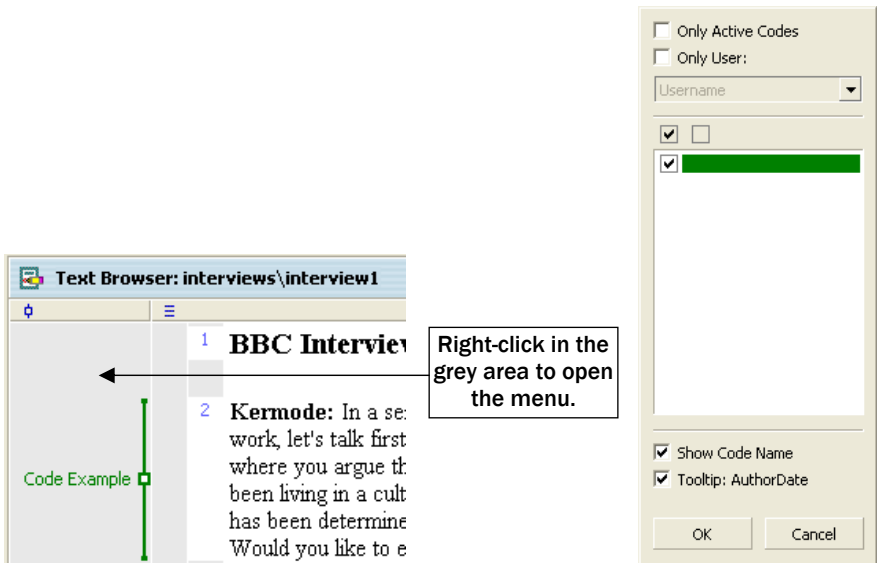 Text Browser: interviews\interview1
1 BBC Interview
2 Kermode: In a se
work, let's talk first
where you argue th
been living in a cult
has been determine
Would you like to e
Code Example
Right-click in the
grey area to open
the menu.
Only Active Codes
Only User:
Username
Show Code Name
Tooltip: AuthorDate
OK Cancel